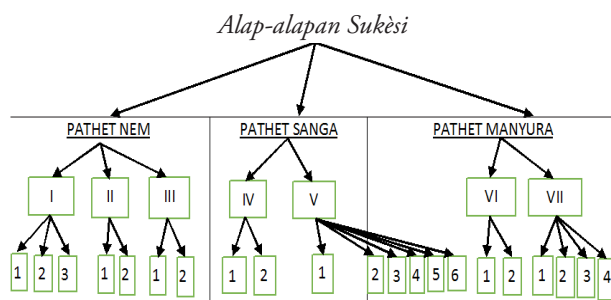 Alap-alapan Sukèsi
PATHET NEM PATHET SANGA PATHET MANYURA
I II III IV V VI VII
1 2 3 1 2 1 2 1 2 1 2 3 4 5 6 1 2 1 2 3 4